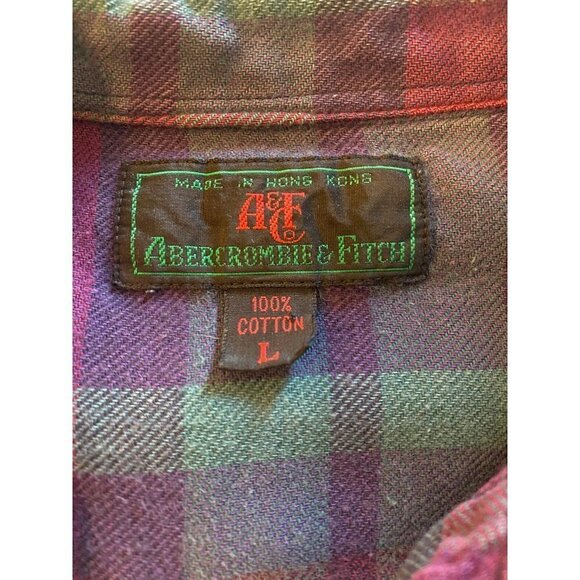 MADE IN HONG KONG
A&F
Co
ABERCROMBIE & FITCH
100%
COTTON
L